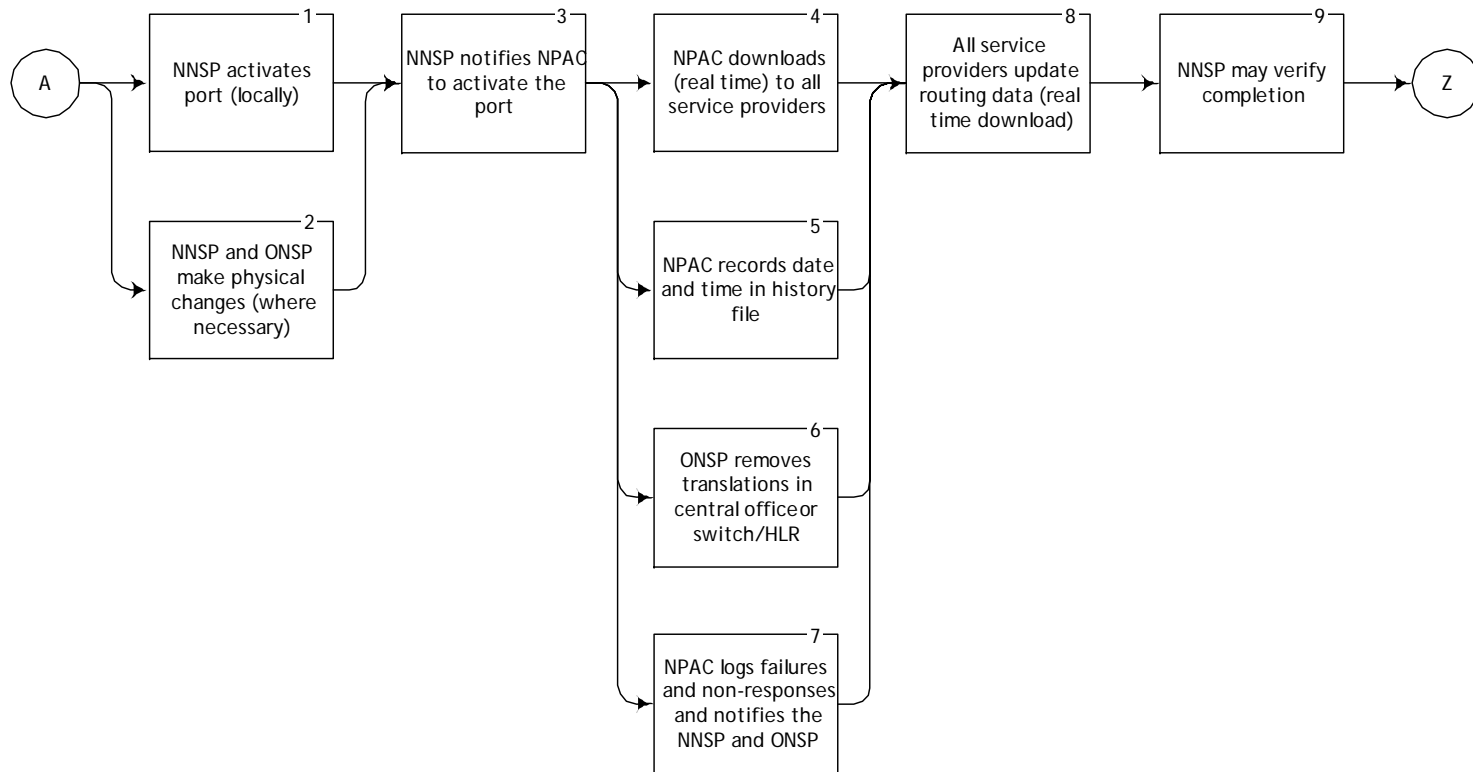 A
1
NNSP activates
port (locally)
2
NNSP and ONSP
make physical
changes (where
necessary)
3
NNSP notifies NPAC
to activate the
port
4
NPAC downloads
(real time) to all
service providers
5
NPAC records date
and time in history
file
6
ONSP removes
translations in
central office or
switch/HLR
7
NPAC logs failures
and non-responses
and notifies the
NNSP and ONSP
8
All service
providers update
routing data (real
time download)
9
NNSP may verify
completion
Z